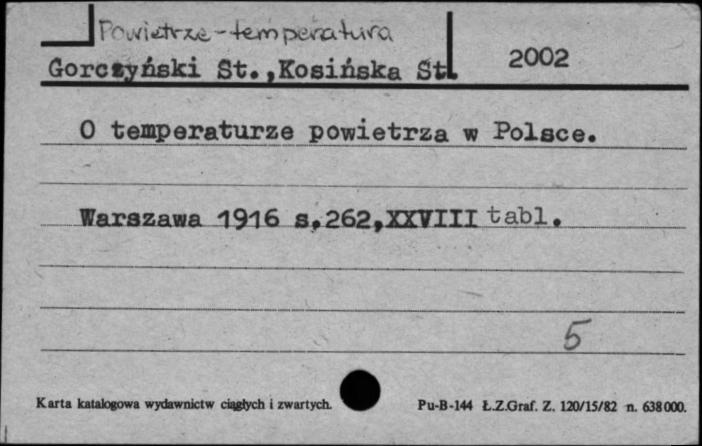 Powietrze-temperatura
Gorczyński St.,Kosińska St. 2002
O temperaturze powietrza w Polsce.
Warszawa 1916 s,262,XXVIII tabl.
5
Karta katalogowa wydawnictw ciągłych i zwartych. Pu-B-144 Ł.Z.Graf. Z. 120/15/82 n. 638000.